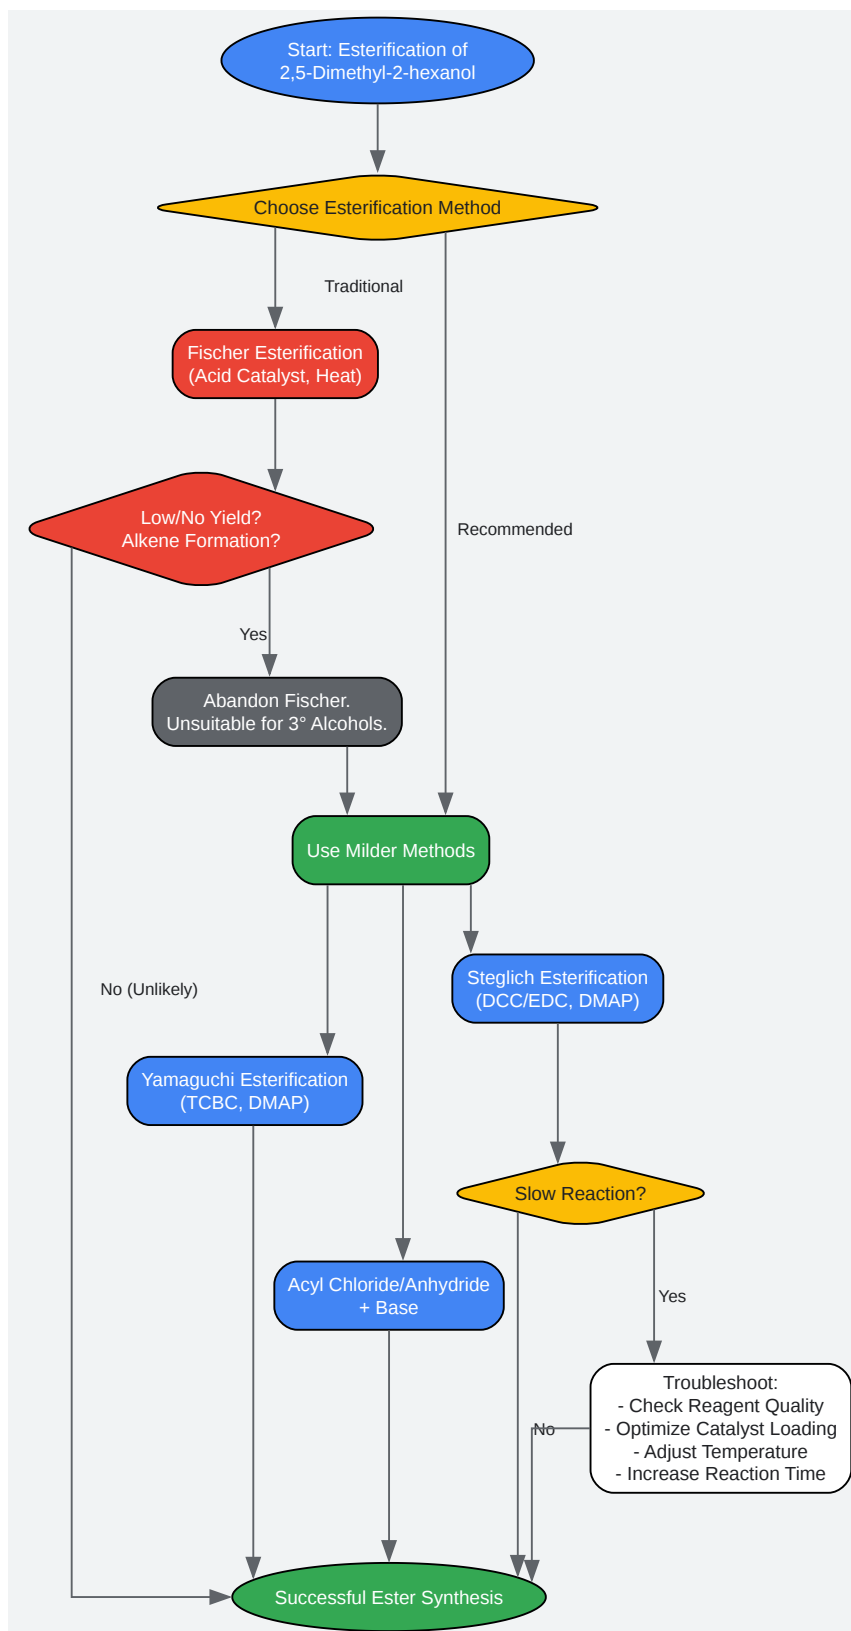 Start: Esterification of
2,5-Dimethyl-2-hexanol
Choose Esterification Method
Traditional
Fischer Esterification
(Acid Catalyst, Heat)
Low/No Yield?
Alkene Formation?
Recommended
Yes
Abandon Fischer.
Unsuitable for 3° Alcohols.
Use Milder Methods
Steglich Esterification
(DCC/EDC, DMAP)
No (Unlikely)
Yamaguchi Esterification
(TCBC, DMAP)
Slow Reaction?
Acyl Chloride/Anhydride
+ Base
Yes
Troubleshoot:
- Check Reagent Quality
- Optimize Catalyst Loading
- Adjust Temperature
- Increase Reaction Time
No
Successful Ester Synthesis